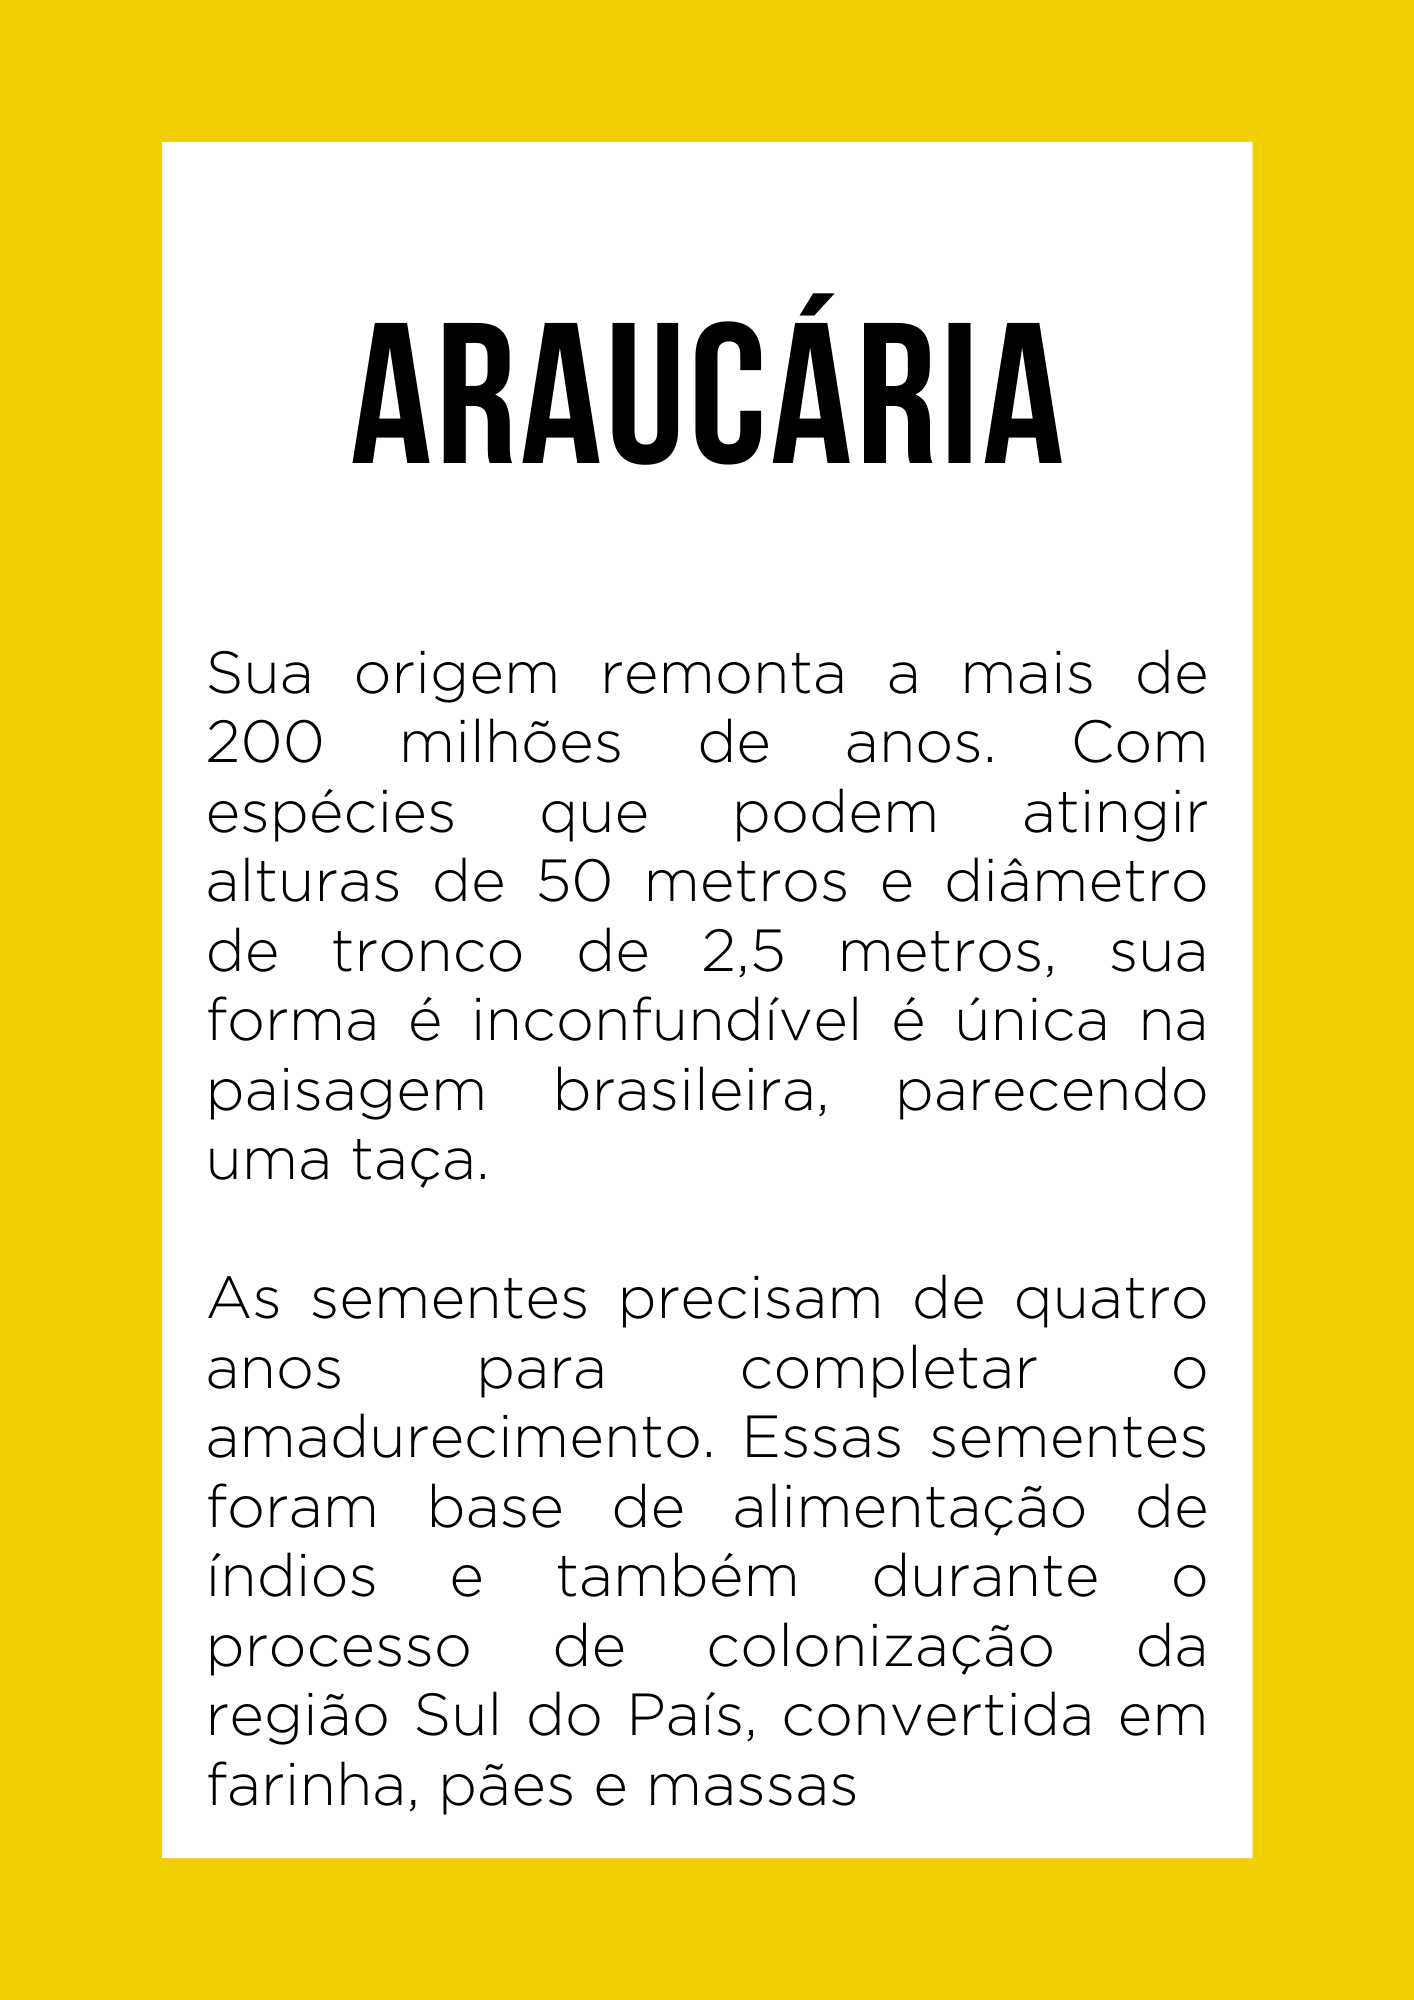 ARAUCÁRIA
Sua origem remonta a mais de
200 milhões de anos. Com
espécies que podem atingir
alturas de 50 metros e diâmetro
de tronco de 2,5 metros, sua
forma é inconfundível é única na
paisagem brasileira, parecendo
uma taça.
As sementes precisam de quatro
anos para completar o
amadurecimento. Essas sementes
foram base de alimentação de
índios e também durante o
processo de colonização da
região Sul do País, convertida em
farinha, pães e massas